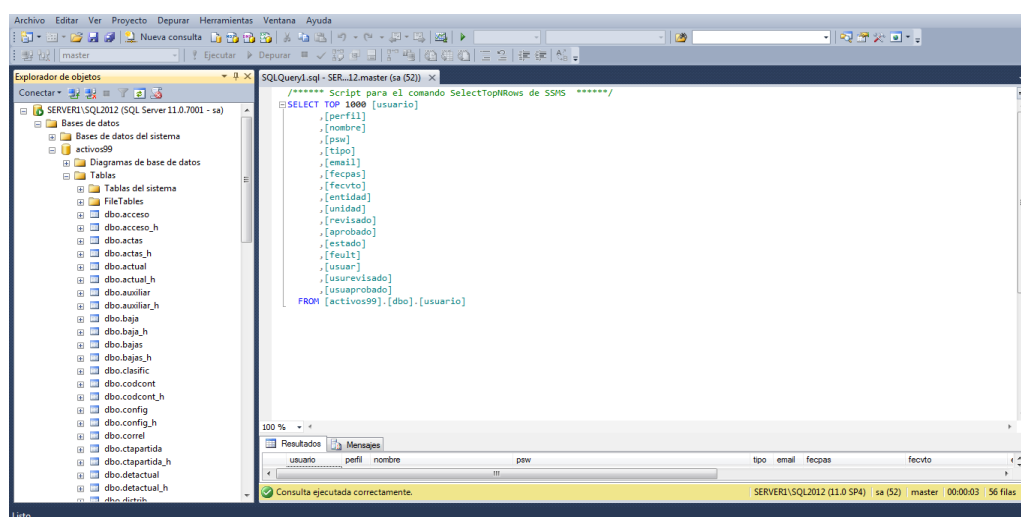 Archivo Editar Ver Proyecto Depurar Herramientas Ventana Ayuda
Nueva consulta
master Ejecutar Depurar
Explorador de objetos
Conectar
SERVER1\SQL2012 (SQL Server 11.0.7001 - sa)
Bases de datos
Bases de datos del sistema
activos99
Diagramas de base de datos
Tablas
Tablas del sistema
FileTables
dbo.acceso
dbo.acceso_h
dbo.actas
dbo.actas_h
dbo.actual
dbo.actual_h
dbo.auxiliar
dbo.auxiliar_h
dbo.baja
dbo.baja_h
dbo.bajas
dbo.bajas_h
dbo.clasific
dbo.codcont
dbo.codcont_h
dbo.config
dbo.config_h
dbo.correl
dbo.ctapartida
dbo.ctapartida_h
dbo.detactual
dbo.detactual_h
dbo.distrib
SQLQuery1.sql - SER...12.master (sa (52))
/****** Script para el comando SelectTopNRows de SSMS ******/
SELECT TOP 1000 [usuario]
,[perfil]
,[nombre]
,[psw]
,[tipo]
,[email]
,[fecpas]
,[fecvto]
,[entidad]
,[unidad]
,[revisado]
,[aprobado]
,[estado]
,[feult]
,[usuar]
,[usurevisado]
,[usuaprobado]
FROM [activos99].[dbo].[usuario]
100 %
Resultados Mensajes
usuario perfil nombre psw tipo email fecpas fecvto
Consulta ejecutada correctamente. SERVER1\SQL2012 (11.0 SP4) sa (52) master 00:00:03 56 filas
Listo